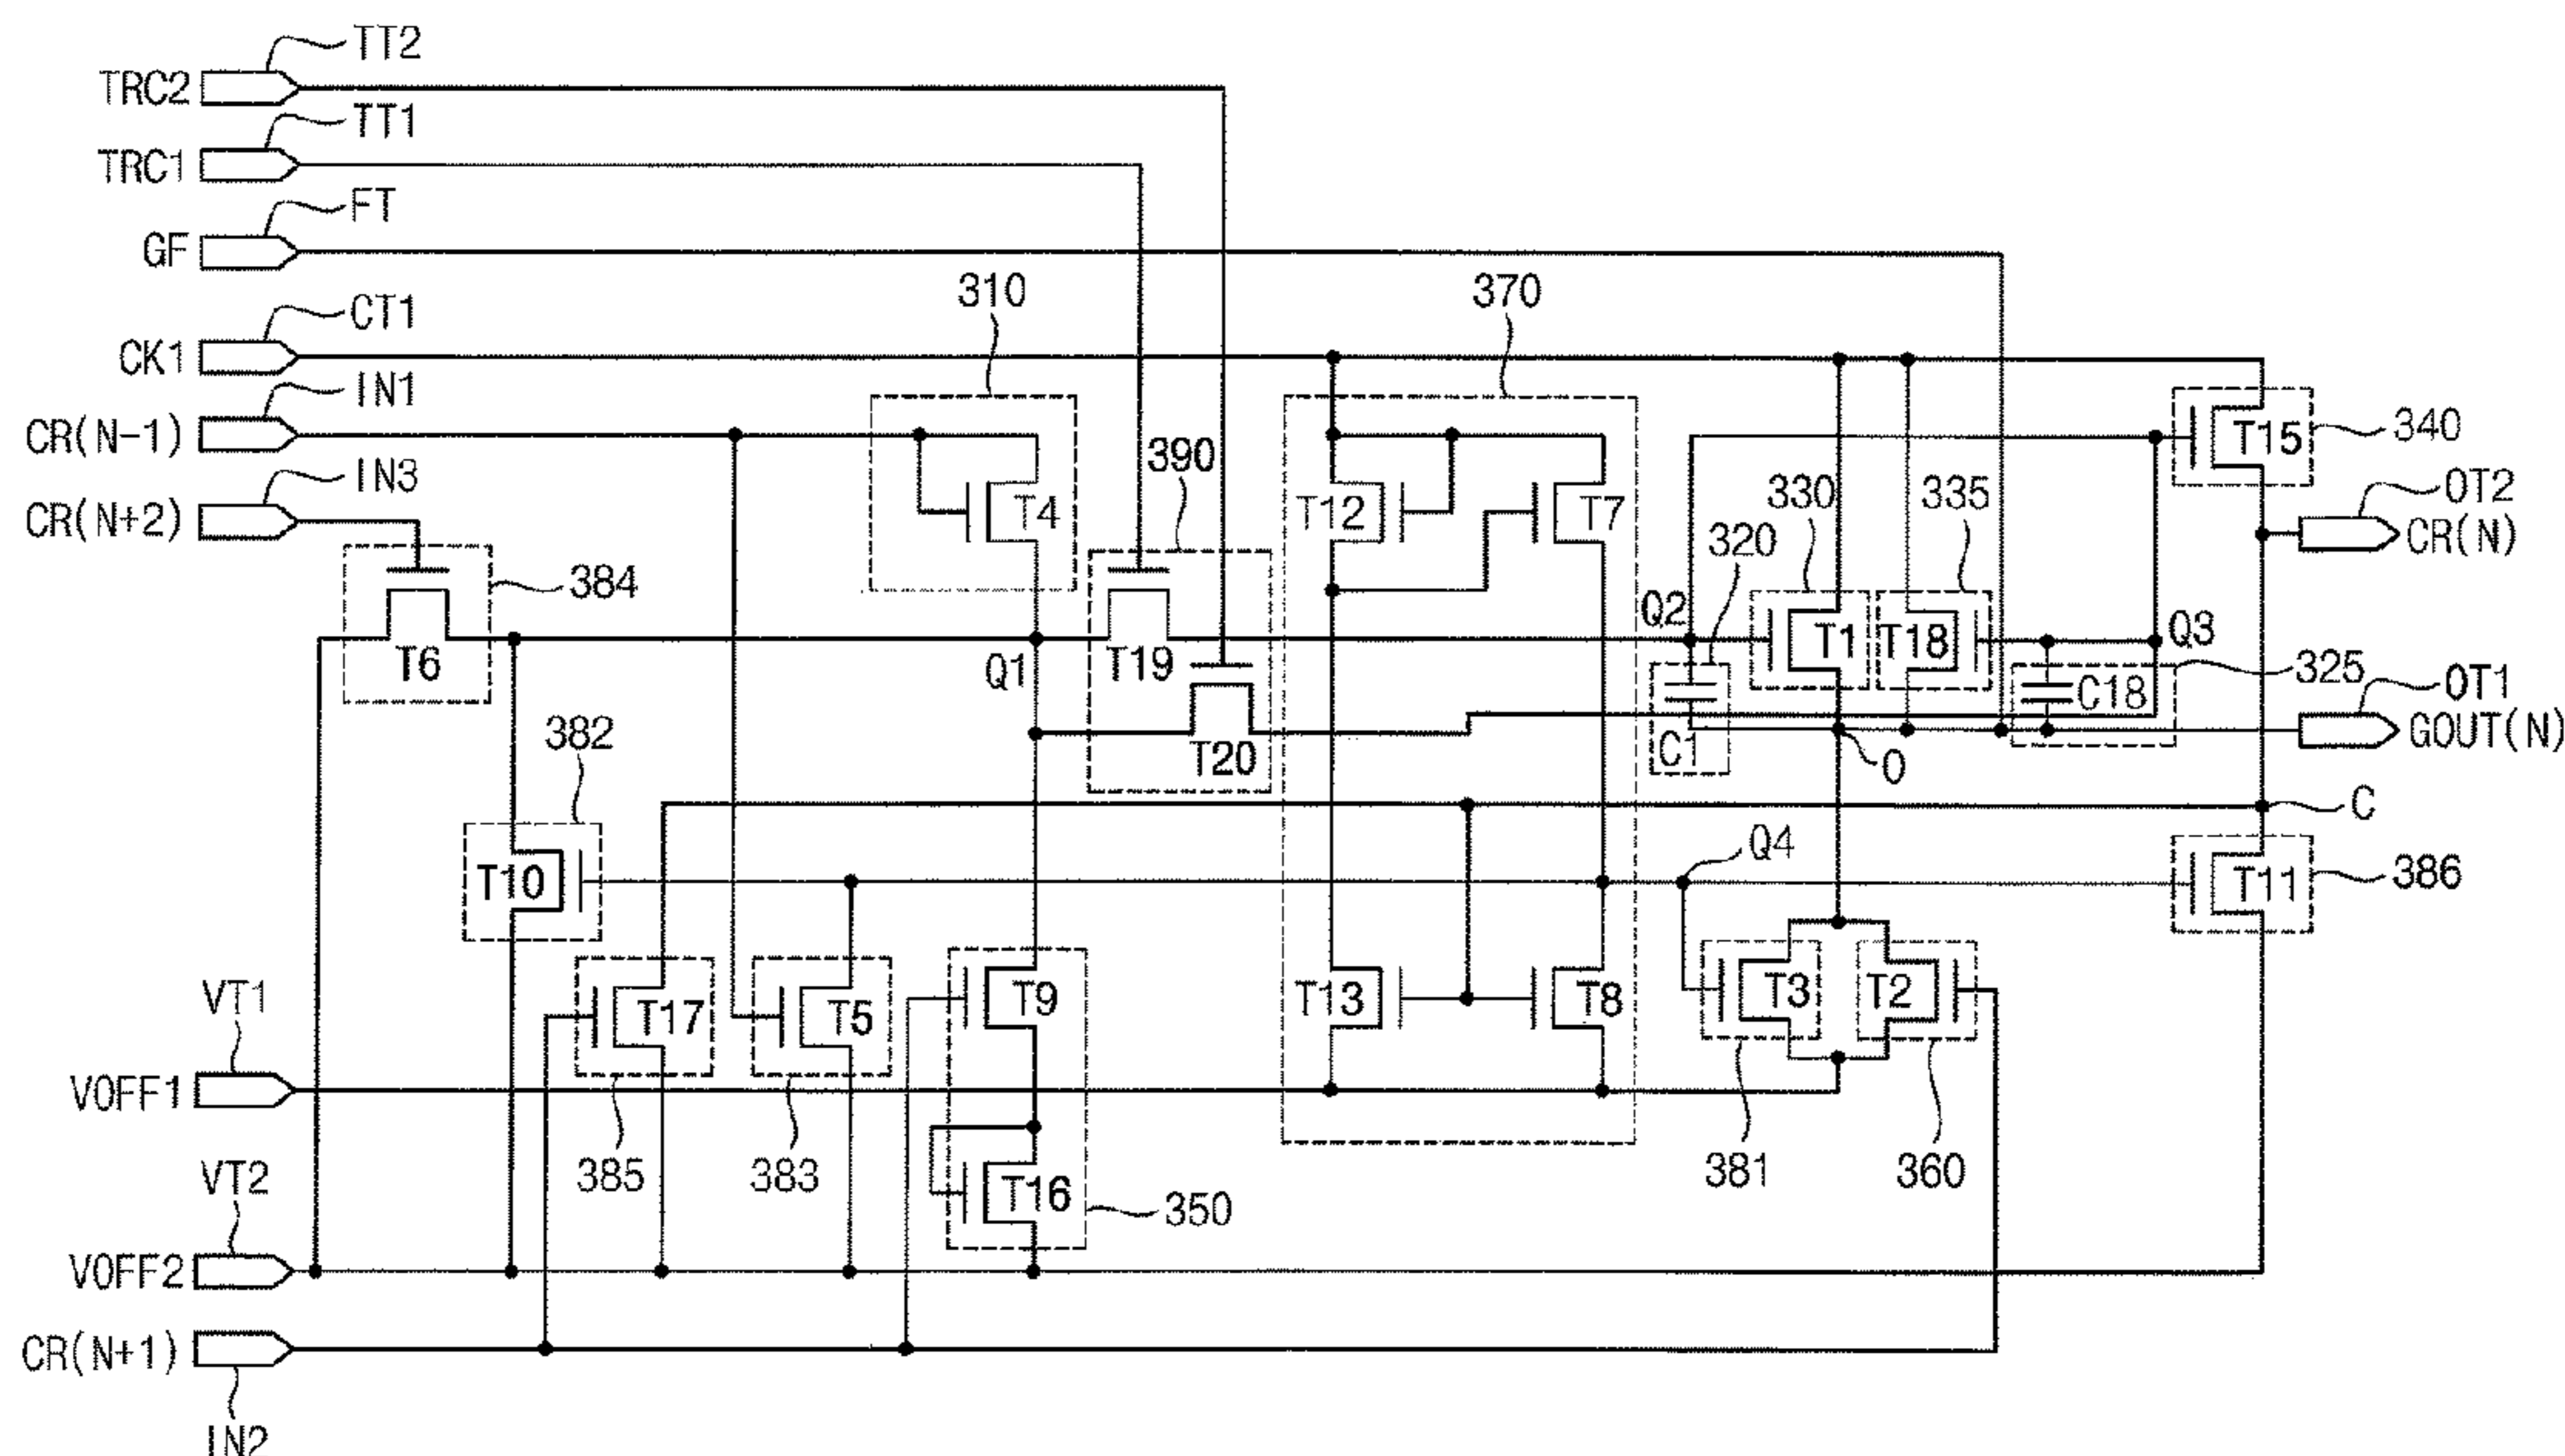 TT2
TRC2
TT1
TRC1
FT
GF
CT1
CK1
310
370
IN1
CR(N-1)
T15
340
IN3
CR(N+2)
390
T4
T12
T7
330
335
OT2
CR(N)
320
384
T6
Q1
T19
Q2
T1
T18
Q3
325
C18
OT1
GOUT(N)
T20
C1
O
382
C
Q4
T10
T11
386
T17
T5
T9
T13
T8
T3
T2
VT1
VOFF1
385
383
381
360
VT2
T16
350
VOFF2
CR(N+1)
IN2